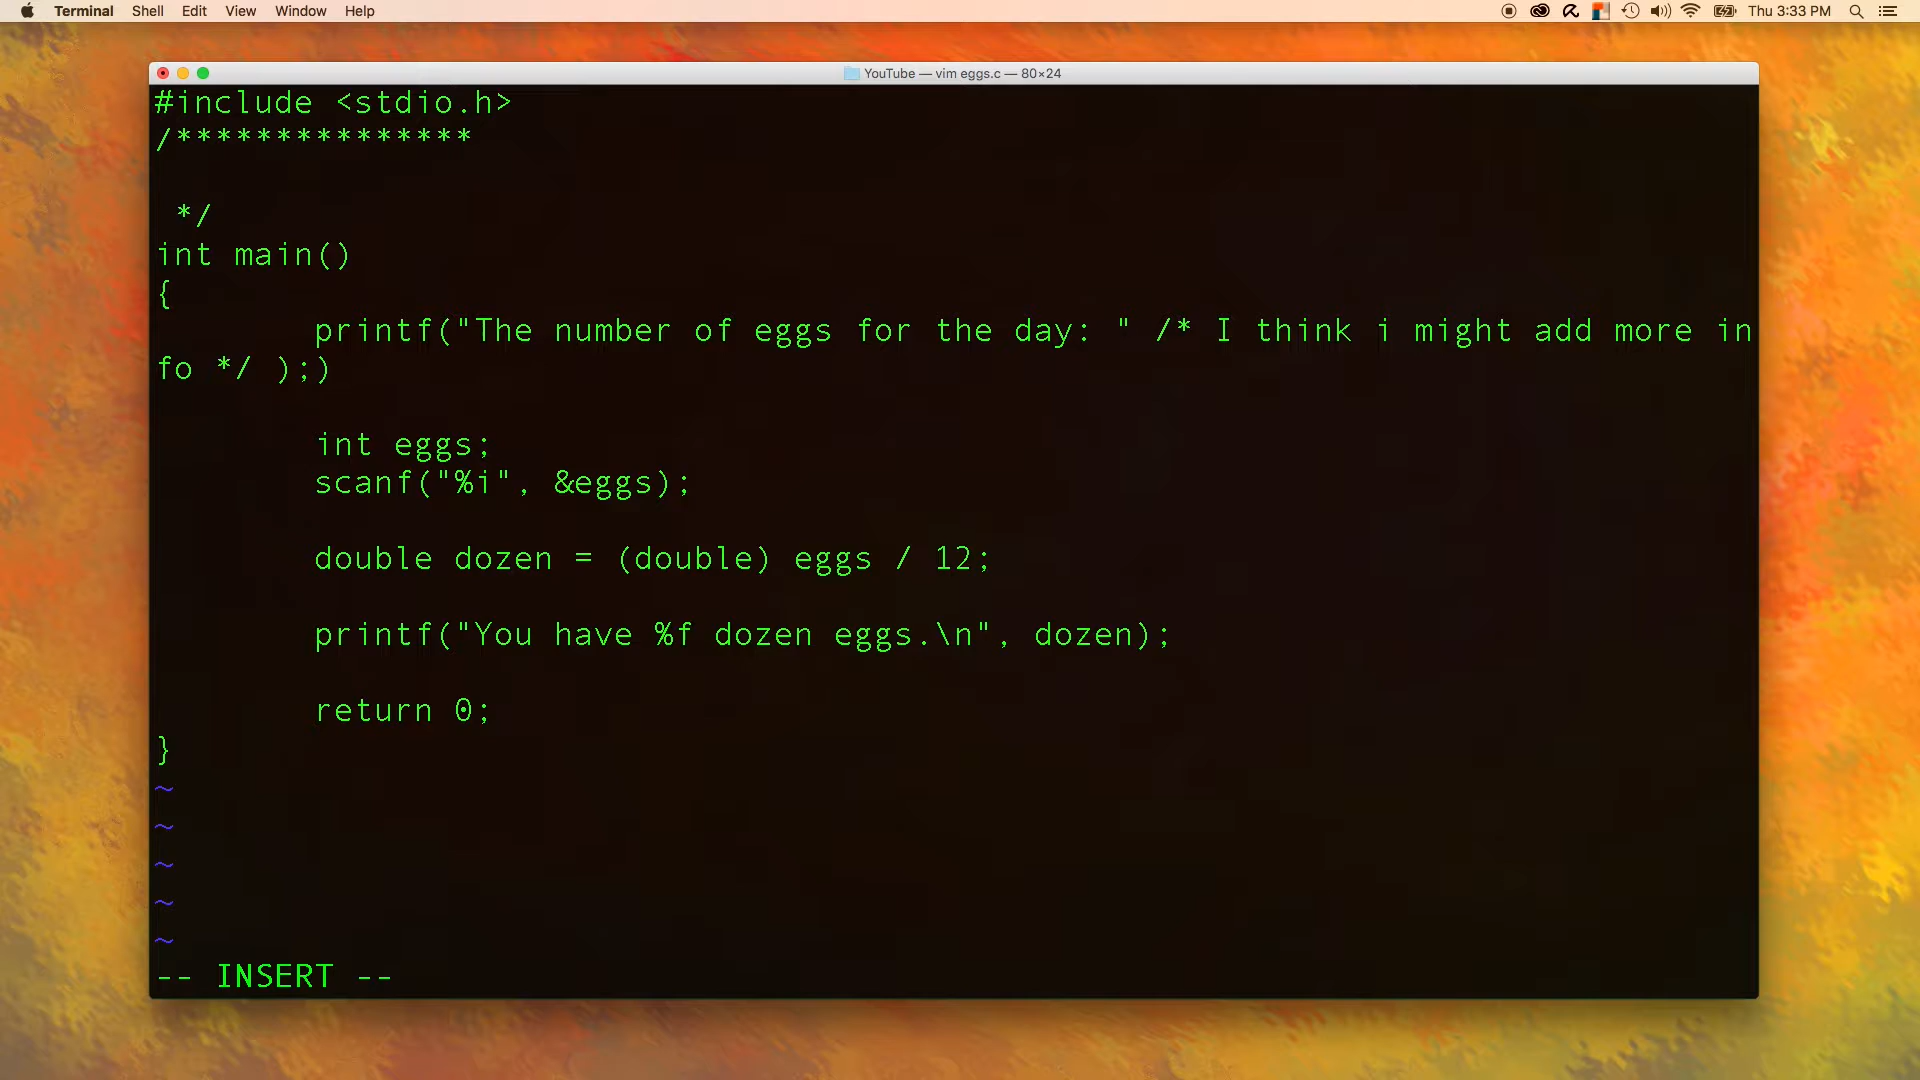 Terminal Shell Edit View Window Help Thu 3:33 PM
YouTube — vim eggs.c — 80×24
#include <stdio.h>
/***************
 */
int main()
{
        printf("The number of eggs for the day: " /* I think i might add more in
fo */ );;)
        int eggs;
        scanf("%i", &eggs);
        double dozen = (double) eggs / 12;
        printf("You have %f dozen eggs.\n", dozen);
        return 0;
}
~
~
~
~
~
-- INSERT --